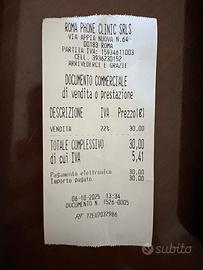 ROMA PHONE CLINIC SRLS
VIA APPIA NUOVA N.64
00183 ROMA
PARTITA IVA: 15934611003
CELL. 3936230152
ARRIVEDERCI E GRAZIE
DOCUMENTO COMMERCIALE
di vendita o prestazione
DESCRIZIONE IVA Prezzo(€)
VENDITA 22% 30,00
TOTALE COMPLESSIVO 30,00
di cui IVA 5,41
Pagamento elettronico 30,00
Importo pagato 30,00
06-10-2025 13:34
DOCUMENTO N. 1526-0005
RT 72EU7032986
subito